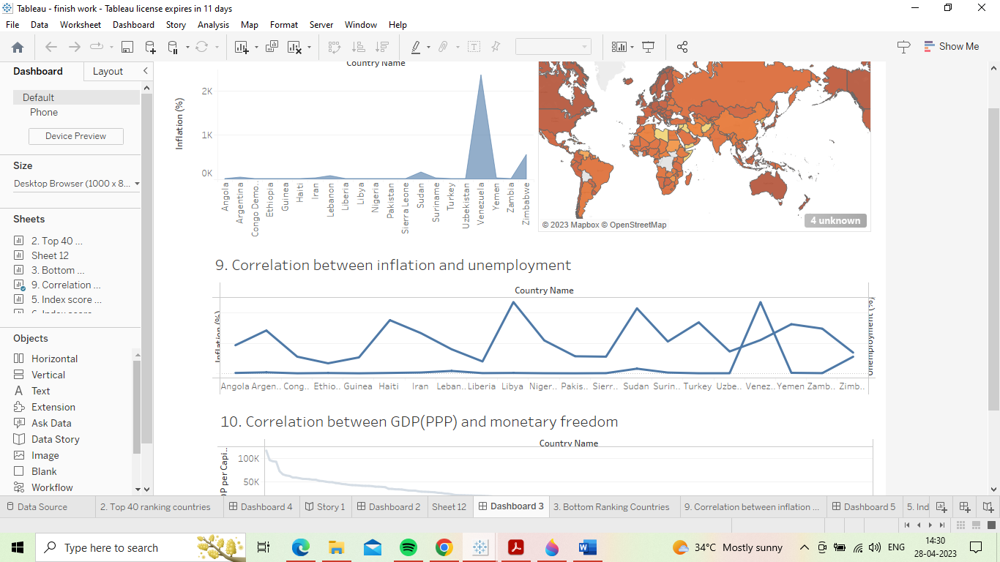 Tableau - finish work - Tableau license expires in 11 days
File Data Worksheet Dashboard Story Analysis Map Format Server Window Help
Show Me
Dashboard Layout
Default
Phone
Device Preview
Size
Desktop Browser (1000 x 8...
Sheets
2. Top 40 ...
Sheet 12
3. Bottom ...
9. Correlation ...
5. Index score ...
6. Index score
Objects
Horizontal
Vertical
Text
Extension
Ask Data
Data Story
Image
Blank
Workflow
Country Name
Inflation (%)
2K
1K
0K
Angola
Argentina
Congo Demo..
Ethiopia
Guinea
Haiti
Iran
Lebanon
Liberia
Libya
Nigeria
Pakistan
Sierra Leone
Sudan
Suriname
Turkey
Uzbekistan
Venezuela
Yemen
Zambia
Zimbabwe
© 2023 Mapbox © OpenStreetMap
4 unknown
9. Correlation between inflation and unemployment
Country Name
Inflation (%)
Unemployment (%)
Angola Argen.. Cong.. Ethio.. Guinea Haiti Iran Leban.. Liberia Libya Niger.. Pakis.. Sierr.. Sudan Surin.. Turkey Uzbe.. Venez.. Yemen Zamb.. Zimb..
10. Correlation between GDP(PPP) and monetary freedom
Country Name
DP per Capi..
100K
50K
Data Source 2. Top 40 ranking countries Dashboard 4 Story 1 Dashboard 2 Sheet 12 Dashboard 3 3. Bottom Ranking Countries 9. Correlation between inflation ... Dashboard 5 5. Ind
Type here to search
34°C Mostly sunny
ENG
14:30
28-04-2023